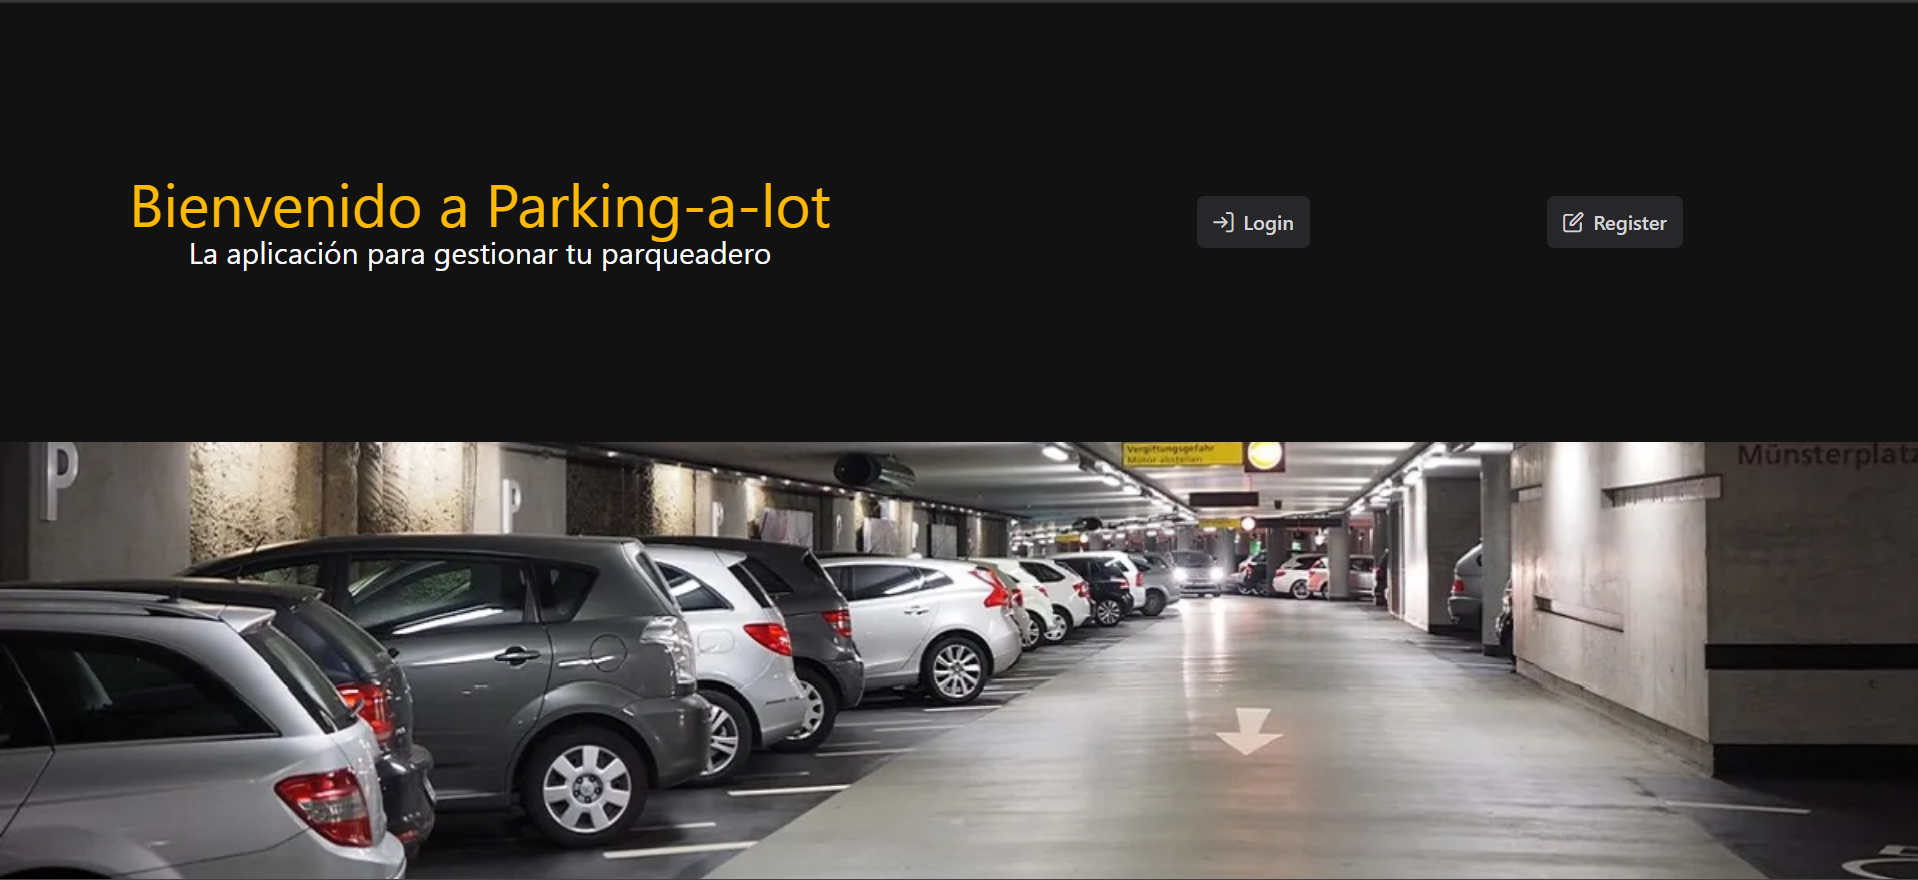 Bienvenido a Parking-a-lot
La aplicación para gestionar tu parqueadero
Login
Register
P
P
P
Vergiftungsgefahr
Motor abstellen
Münsterplatz